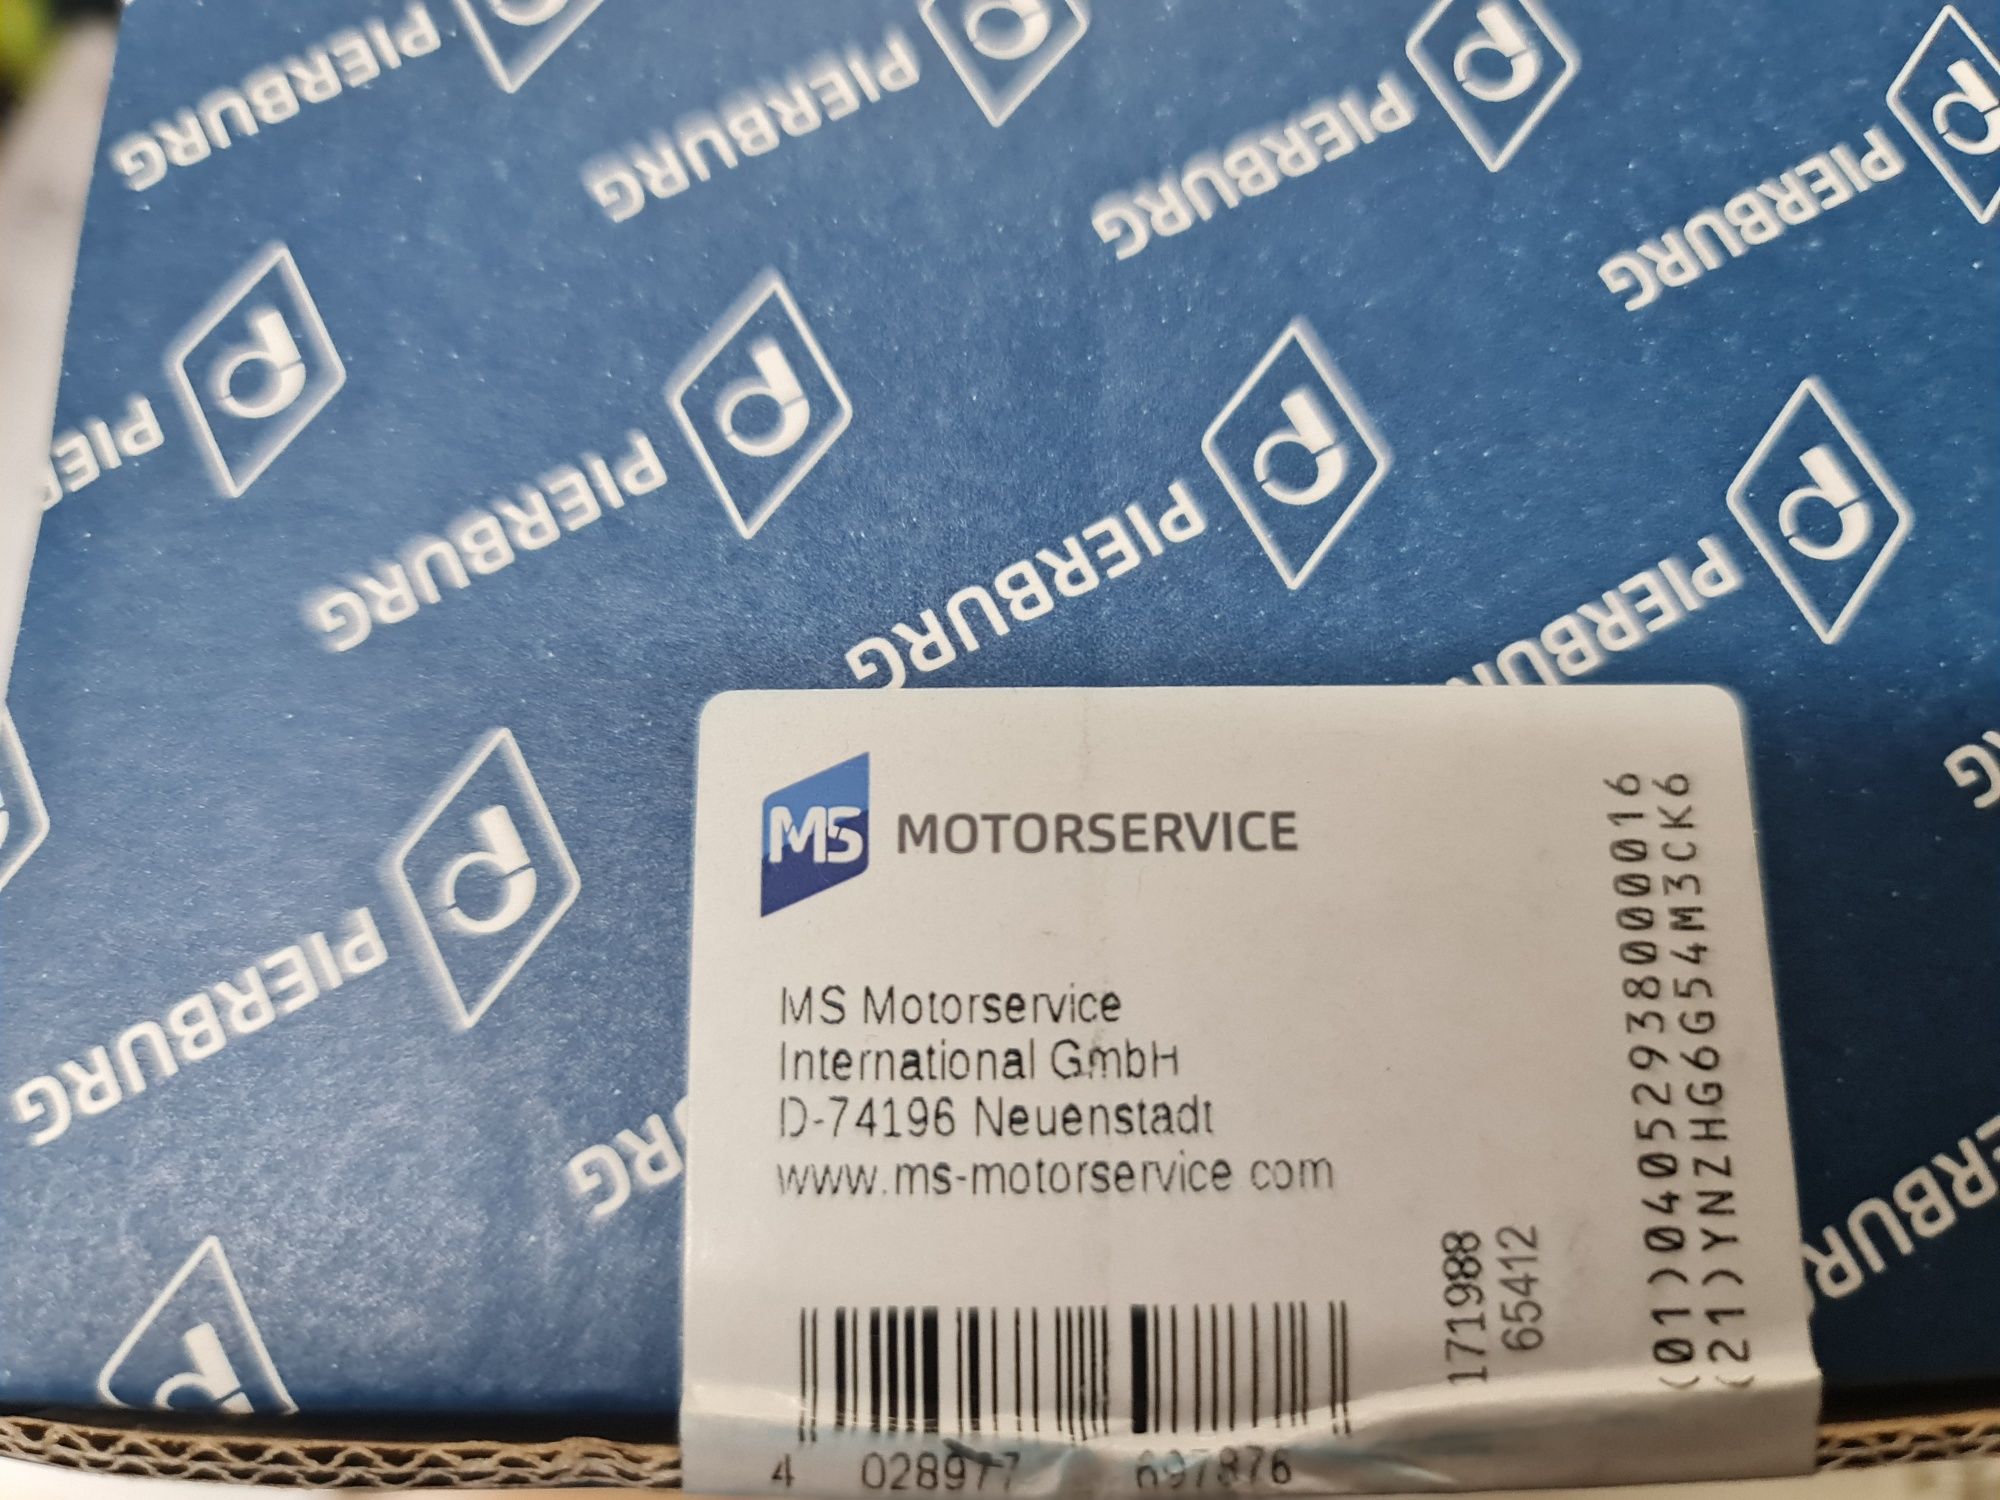 PIERBURG
PIERBURG
PIERBURG
PIERBURG
PIERBURG
PIERBURG
PIERBURG
PIERBURG
MS MOTORSERVICE
MS Motorservice
International GmbH
D-74196 Neuenstadt
www.ms-motorservice.com
171988
65412
(01)04052938000016
(21)YNZHG6G54M3CK6
4 028977 697876